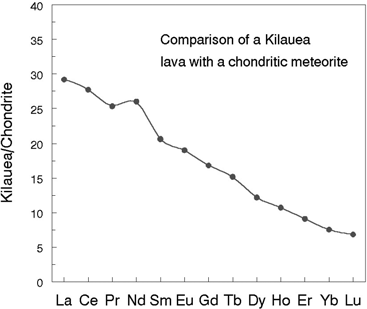 40
35
30
25
20
15
10
5
0
Kilauea/Chondrite
Comparison of a Kilauea
lava with a chondritic meteorite
La Ce Pr Nd Sm Eu Gd Tb Dy Ho Er Yb Lu